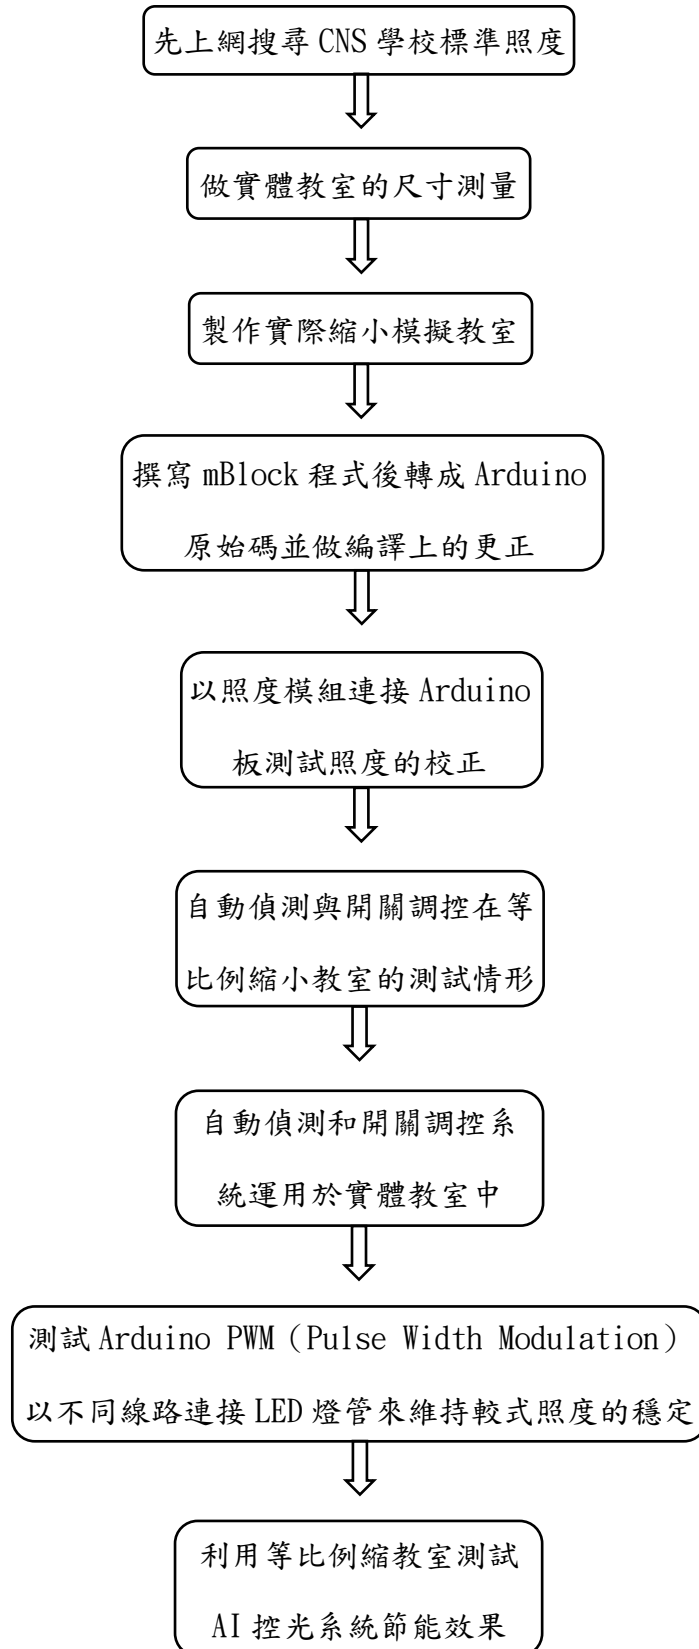 先上網搜尋 CNS 學校標準照度
做實體教室的尺寸測量
製作實際縮小模擬教室
撰寫 mBlock 程式後轉成 Arduino
原始碼並做編譯上的更正
以照度模組連接 Arduino
板測試照度的校正
自動偵測與開關調控在等
比例縮小教室的測試情形
自動偵測和開關調控系
統運用於實體教室中
測試 Arduino PWM（Pulse Width Modulation）
以不同線路連接 LED 燈管來維持較式照度的穩定
利用等比例縮教室測試
AI 控光系統節能效果